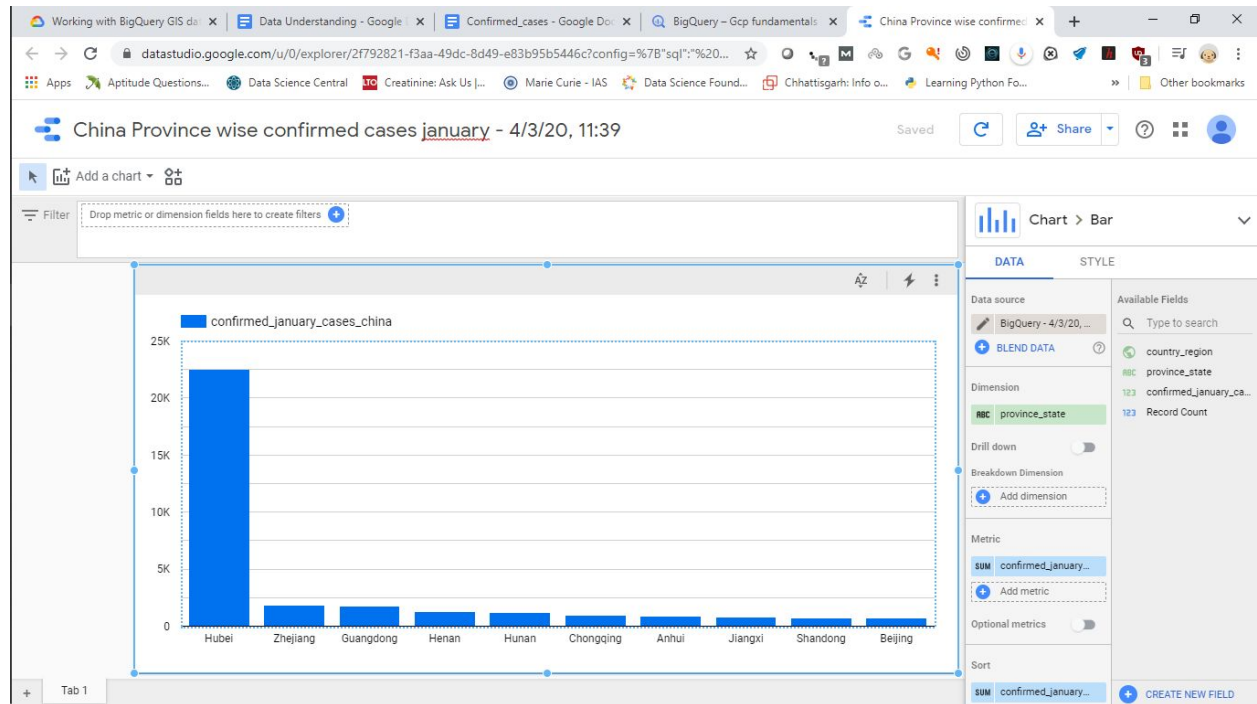 Working with BigQuery GIS dat
Data Understanding - Google
Confirmed_cases - Google Doc
BigQuery – Gcp fundamentals
China Province wise confirmed
datastudio.google.com/u/0/explorer/2f792821-f3aa-49dc-8d49-e83b95b5446c?config=%7B"sql":"%20...
Apps
Aptitude Questions...
Data Science Central
LTO
Creatinine: Ask Us |...
Marie Curie - IAS
Data Science Found...
Chhattisgarh: Info o...
Learning Python Fo...
»
Other bookmarks
China Province wise confirmed cases january - 4/3/20, 11:39
Saved
Share
Add a chart
Filter
Drop metric or dimension fields here to create filters
Chart > Bar
DATA
STYLE
AZ
confirmed_january_cases_china
25K
20K
15K
10K
5K
0
Hubei
Zhejiang
Guangdong
Henan
Hunan
Chongqing
Anhui
Jiangxi
Shandong
Beijing
Data source
BigQuery - 4/3/20, ...
BLEND DATA
Dimension
ABC province_state
Drill down
Breakdown Dimension
Add dimension
Metric
SUM confirmed_january...
Add metric
Optional metrics
Sort
SUM confirmed_january...
Available Fields
Type to search
country_region
ABC province_state
123 confirmed_january_ca...
123 Record Count
CREATE NEW FIELD
+ Tab 1